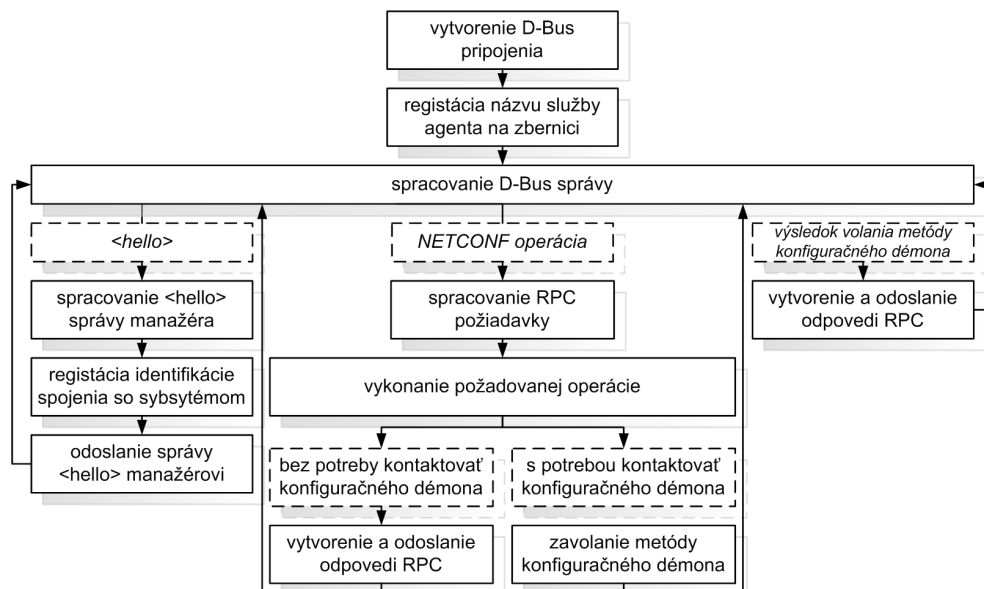 vytvorenie D-Bus
pripojenia
registácia názvu služby
agenta na zbernici
spracovanie D-Bus správy
<hello>
NETCONF operácia
výsledok volania metódy
konfiguračného démona
spracovanie <hello>
správy manažéra
spracovanie RPC
požiadavky
vytvorenie a odoslanie
odpovedi RPC
registácia identifikácie
spojenia so sybsytémom
vykonanie požadovanej operácie
odoslanie správy
<hello> manažérovi
bez potreby kontaktovať
konfiguračného démona
s potrebou kontaktovať
konfiguračného démona
vytvorenie a odoslanie
odpovedi RPC
zavolanie metódy
konfiguračného démona